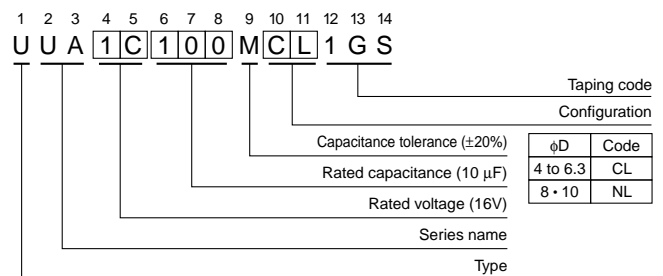 1 2 3 4 5 6 7 8 9 10 11 12 13 14
U U A 1 C 1 0 0 M C L 1 G S
Taping code
Configuration
Capacitance tolerance (±20%)
Rated capacitance (10 μF)
Rated voltage (16V)
Series name
Type
ϕD Code
4 to 6.3 CL
8 • 10 NL